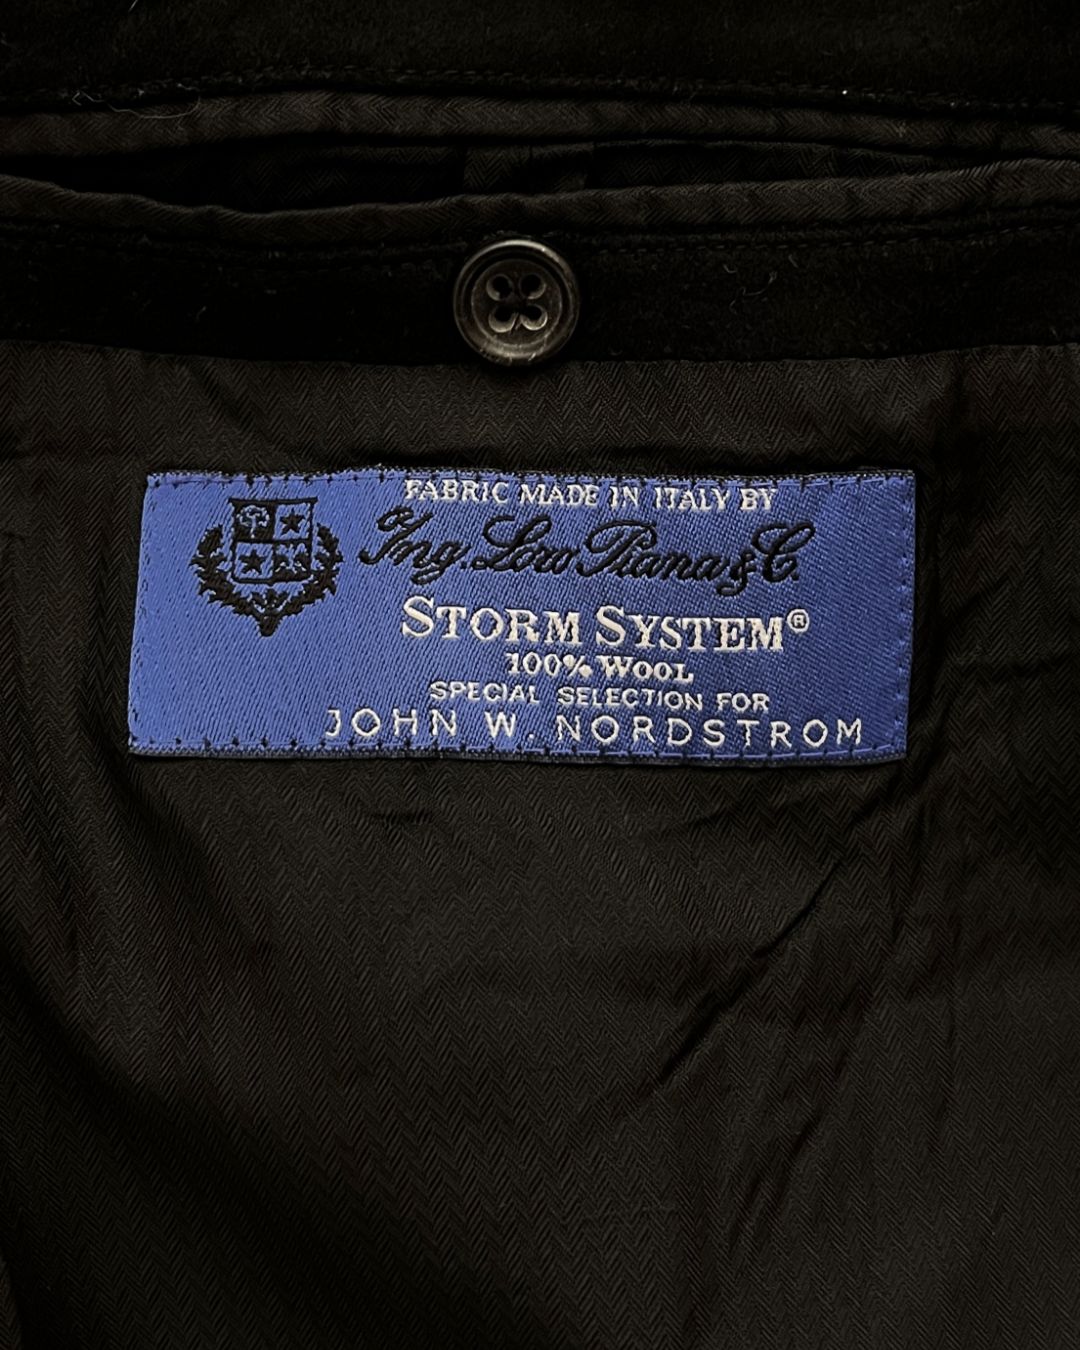 FABRIC MADE IN ITALY BY
Ing. Loro Piana & C.
STORM SYSTEM®
100% WOOL
SPECIAL SELECTION FOR
JOHN W. NORDSTROM